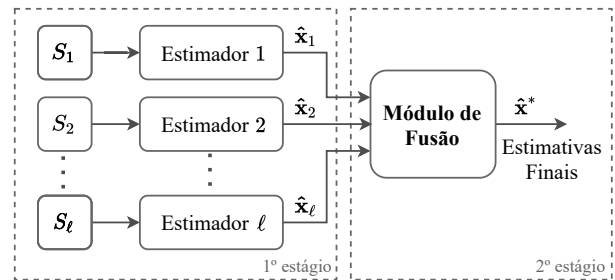 S₁ Estimador 1 x̂₁
S₂ Estimador 2 x̂₂
Sℓ Estimador ℓ x̂ℓ
1º estágio
Módulo de
Fusão
x̂*
Estimativas
Finais
2º estágio